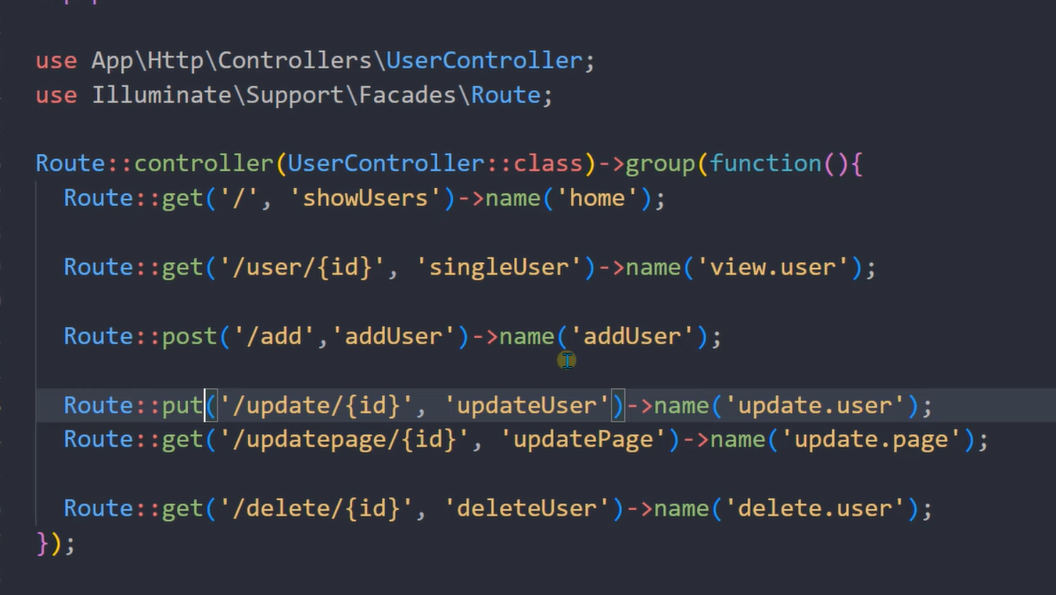 use App\Http\Controllers\UserController;
use Illuminate\Support\Facades\Route;
Route::controller(UserController::class)->group(function(){
Route::get('/', 'showUsers')->name('home');
Route::get('/user/{id}', 'singleUser')->name('view.user');
Route::post('/add','addUser')->name('addUser');
Route::put('/update/{id}', 'updateUser')->name('update.user');
Route::get('/updatepage/{id}', 'updatePage')->name('update.page');
Route::get('/delete/{id}', 'deleteUser')->name('delete.user');
});